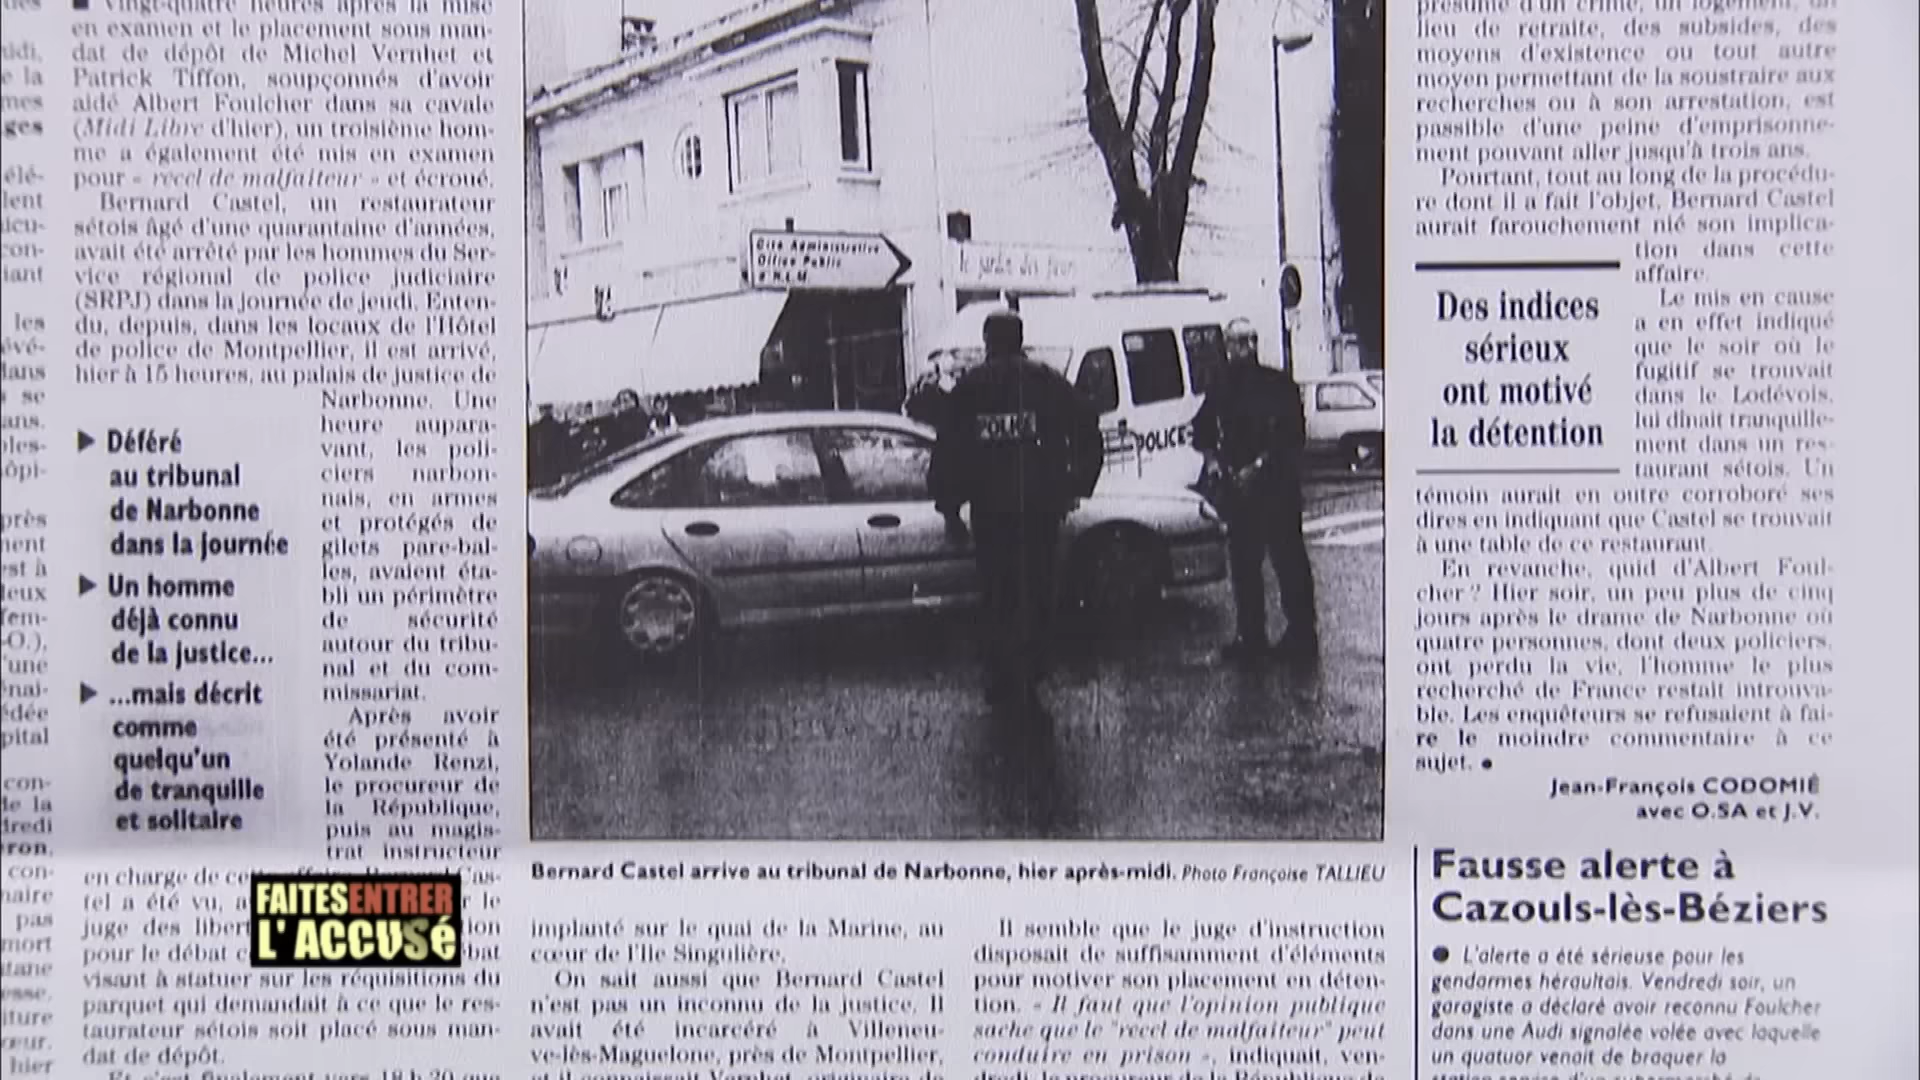 Vingt-quatre heures après la mise
en examen et le placement sous man-
dat de dépôt de Michel Vernhet et
Patrick Tiffon, soupçonnés d'avoir
aidé Albert Foulcher dans sa cavale
(Midi Libre d'hier), un troisième hom-
me a également été mis en examen
pour « recel de malfaiteur » et écroué.
Bernard Castel, un restaurateur
sétois âgé d'une quarantaine d'années,
avait été arrêté par les hommes du Ser-
vice régional de police judiciaire
(SRPJ) dans la journée de jeudi. Enten-
du, depuis, dans les locaux de l'Hôtel
de police de Montpellier, il est arrivé,
hier à 15 heures, au palais de justice de
Narbonne. Une
heure aupara-
vant, les poli-
ciers narbon-
nais, en armes
et protégés de
gilets pare-bal-
les, avaient éta-
bli un périmètre
de sécurité
autour du tribu-
nal et du com-
missariat.
Après avoir
été présenté à
Yolande Renzi,
le procureur de
la République,
puis au magis-
trat instructeur
en charge de
tel a été vu, a r le
juge des libert
pour le débat
visant à statuer sur les réquisitions du
parquet qui demandait à ce que le res-
taurateur sétois soit placé sous man-
dat de dépôt.
Déféré
au tribunal
de Narbonne
dans la journée
Un homme
déjà connu
de la justice...
...mais décrit
comme
quelqu'un
de tranquille
et solitaire
FAITES ENTRER
L'ACCUSé
Cité Administrative
Office Public
d'H.L.M.
POLICE
POLICE
Bernard Castel arrive au tribunal de Narbonne, hier après-midi. Photo Françoise TALLIEU
implanté sur le quai de la Marine, au
cœur de l'Ile Singulière.
On sait aussi que Bernard Castel
n'est pas un inconnu de la justice. Il
avait été incarcéré à Villeneu-
ve-lès-Maguelone, près de Montpellier,
et il connaissait Vernhet, originaire de
Il semble que le juge d'instruction
disposait de suffisamment d'éléments
pour motiver son placement en déten-
tion. « Il faut que l'opinion publique
sache que le "recel de malfaiteur" peut
conduire en prison », indiquait, ven-
dredi, le procureur de la République de
présumé d'un crime, un logement, un
lieu de retraite, des subsides, des
moyens d'existence ou tout autre
moyen permettant de la soustraire aux
recherches ou à son arrestation, est
passible d'une peine d'emprisonne-
ment pouvant aller jusqu'à trois ans.
Pourtant, tout au long de la procédu-
re dont il a fait l'objet, Bernard Castel
aurait farouchement nié son implica-
tion dans cette
affaire.
Le mis en cause
a en effet indiqué
que le soir où le
fugitif se trouvait
dans le Lodévois,
lui dînait tranquille-
ment dans un res-
taurant sétois. Un
témoin aurait en outre corroboré ses
dires en indiquant que Castel se trouvait
à une table de ce restaurant.
En revanche, quid d'Albert Foul-
cher ? Hier soir, un peu plus de cinq
jours après le drame de Narbonne où
quatre personnes, dont deux policiers,
ont perdu la vie, l'homme le plus
recherché de France restait introuva-
ble. Les enquêteurs se refusaient à fai-
re le moindre commentaire à ce
sujet. ●
Jean-François CODOMIÉ
avec O.SA et J.V.
Des indices
sérieux
ont motivé
la détention
Fausse alerte à
Cazouls-lès-Béziers
● L'alerte a été sérieuse pour les
gendarmes héraultais. Vendredi soir, un
garagiste a déclaré avoir reconnu Foulcher
dans une Audi signalée volée avec laquelle
un quatuor venait de braquer la